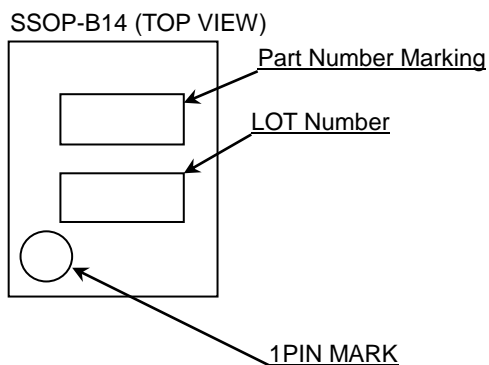 SSOP-B14 (TOP VIEW)
Part Number Marking
LOT Number
1PIN MARK